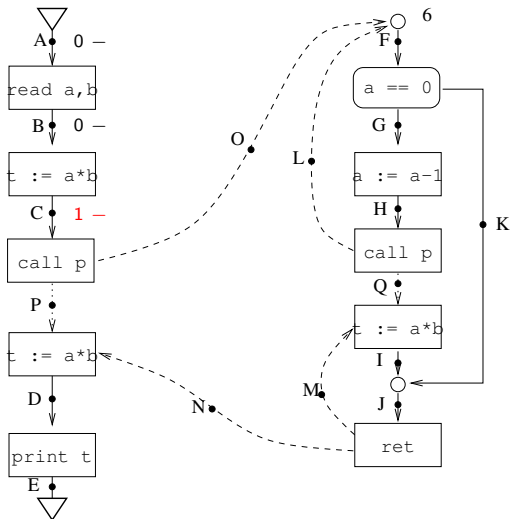 A 0 –
read a,b
B 0 –
t := a*b
C 1 –
call p
P
t := a*b
D
print t
E
O
L
N
M
6
F
a == 0
G
a := a-1
H
call p
Q
t := a*b
I
J
ret
K